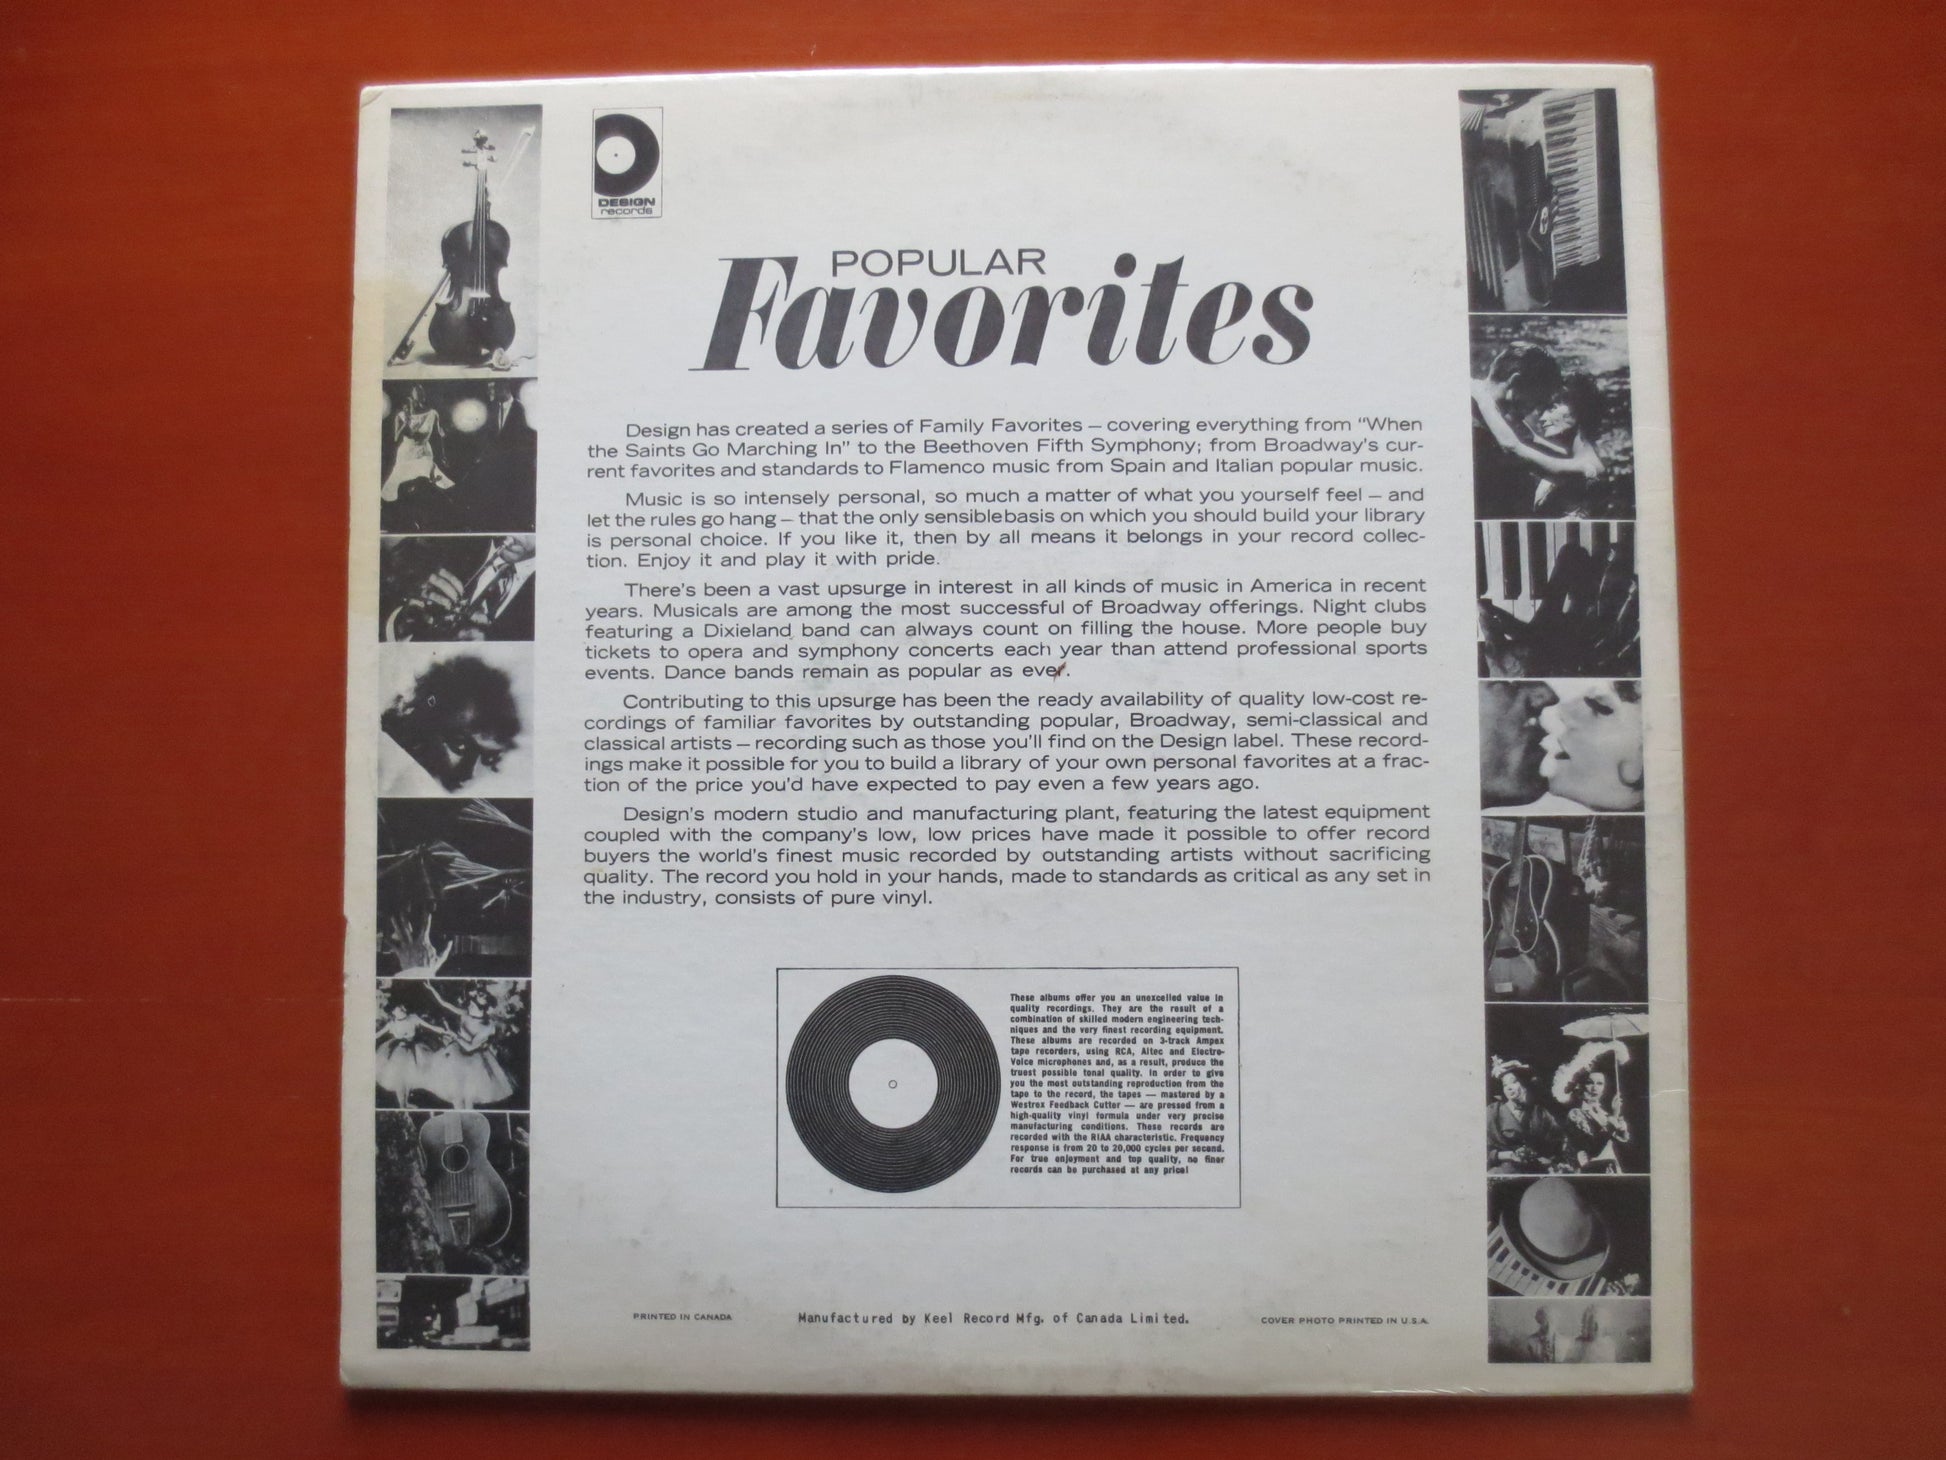 DESIGN
records
POPULAR
Favorites
Design has created a series of Family Favorites – covering everything from "When
the Saints Go Marching In" to the Beethoven Fifth Symphony; from Broadway's cur-
rent favorites and standards to Flamenco music from Spain and Italian popular music.
Music is so intensely personal, so much a matter of what you yourself feel – and
let the rules go hang – that the only sensiblebasis on which you should build your library
is personal choice. If you like it, then by all means it belongs in your record collec-
tion. Enjoy it and play it with pride.
There's been a vast upsurge in interest in all kinds of music in America in recent
years. Musicals are among the most successful of Broadway offerings. Night clubs
featuring a Dixieland band can always count on filling the house. More people buy
tickets to opera and symphony concerts each year than attend professional sports
events. Dance bands remain as popular as ever.
Contributing to this upsurge has been the ready availability of quality low-cost re-
cordings of familiar favorites by outstanding popular, Broadway, semi-classical and
classical artists – recording such as those you'll find on the Design label. These record-
ings make it possible for you to build a library of your own personal favorites at a frac-
tion of the price you'd have expected to pay even a few years ago.
Design's modern studio and manufacturing plant, featuring the latest equipment
coupled with the company's low, low prices have made it possible to offer record
buyers the world's finest music recorded by outstanding artists without sacrificing
quality. The record you hold in your hands, made to standards as critical as any set in
the industry, consists of pure vinyl.
These albums offer you an unexcelled value in
quality recordings. They are the result of a
combination of skilled modern engineering tech-
niques and the very finest recording equipment.
These albums are recorded on 3-track Ampex
tape recorders, using RCA, Altec and Electro-
Voice microphones and, as a result, produce the
truest possible tonal quality. In order to give
you the most outstanding reproduction from the
tape to the record, the tapes — mastered by a
Westrex Feedback Cutter — are pressed from a
high-quality vinyl formula under very precise
manufacturing conditions. These records are
recorded with the RIAA characteristic. Frequency
response is from 20 to 20,000 cycles per second.
For true enjoyment and top quality, no finer
records can be purchased at any price!
PRINTED IN CANADA
Manufactured by Keel Record Mfg. of Canada Limited.
COVER PHOTO PRINTED IN U.S.A.